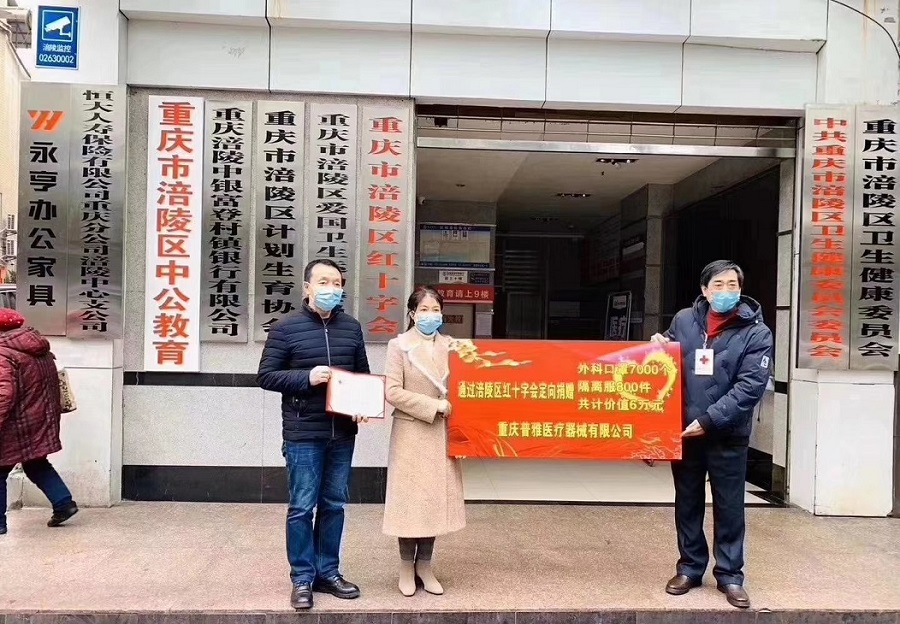 涪陵监控
02630002
永亨办公家具
恒大人寿保险有限公司重庆分公司涪陵中心支公司
重庆市涪陵区中公教育
重庆涪陵中银富登村镇银行有限公司
重庆市涪陵区计划生育协会
重庆市涪陵区爱国卫生
重庆市涪陵区红十字会
教育请上9楼
中共重庆市涪陵区卫生健康委员会委员会
重庆市涪陵区卫生健康委员会
通过涪陵区红十字会定向捐赠
外科口罩7000个
隔离服800件
共计价值6万元
重庆普雅医疗器械有限公司